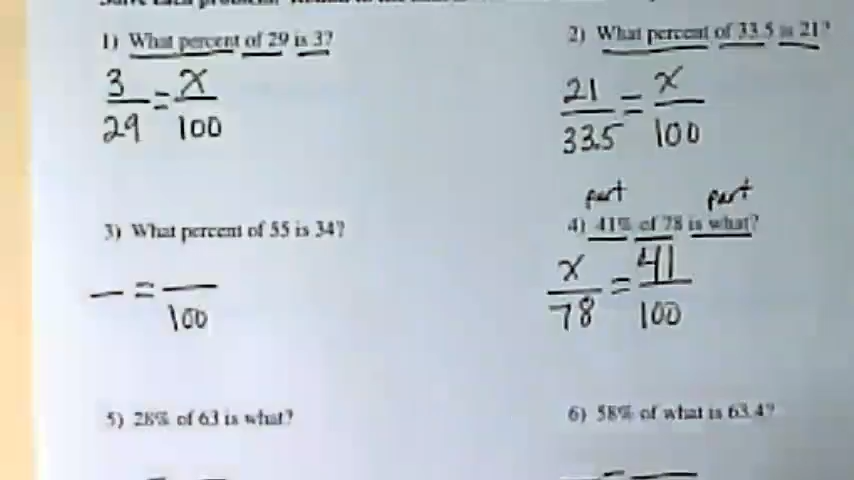 1) What percent of 29 is 3?
3/29 = x/100
2) What percent of 33.5 is 21?
21/33.5 = x/100
3) What percent of 55 is 34?
— = —/100
part part
4) 41% of 78 is what?
x/78 = 41/100
5) 28% of 63 is what?
6) 58% of what is 63.4?